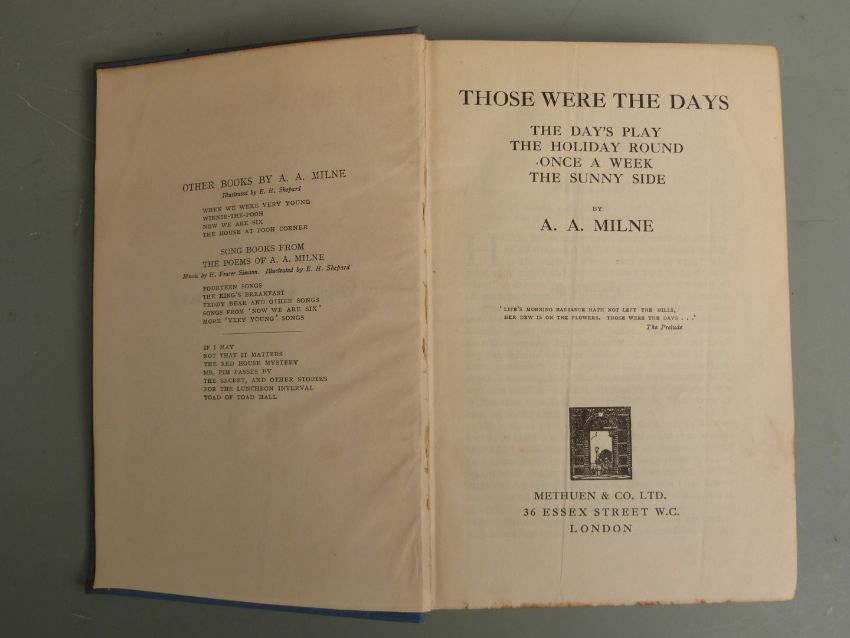 OTHER BOOKS BY A. A. MILNE
Illustrated by E. H. Shepard
WHEN WE WERE VERY YOUNG
WINNIE-THE-POOH
NOW WE ARE SIX
THE HOUSE AT POOH CORNER
SONG BOOKS FROM
THE POEMS OF A. A. MILNE
Music by H. Fraser Simson. Illustrated by E. H. Shepard
FOURTEEN SONGS
THE KING'S BREAKFAST
TEDDY BEAR AND OTHER SONGS
SONGS FROM 'NOW WE ARE SIX'
MORE 'VERY YOUNG' SONGS
IF I MAY
NOT THAT IT MATTERS
THE RED HOUSE MYSTERY
MR. PIM PASSES BY
THE SECRET, AND OTHER STORIES
FOR THE LUNCHEON INTERVAL
TOAD OF TOAD HALL
THOSE WERE THE DAYS
THE DAY'S PLAY
THE HOLIDAY ROUND
ONCE A WEEK
THE SUNNY SIDE
BY
A. A. MILNE
'LIFE'S MORNING RADIANCE HATH NOT LEFT THE HILLS,
HER DEW IS ON THE FLOWERS. THOSE WERE THE DAYS . . .'
The Prelude
METHUEN & CO. LTD.
36 ESSEX STREET W.C.
LONDON